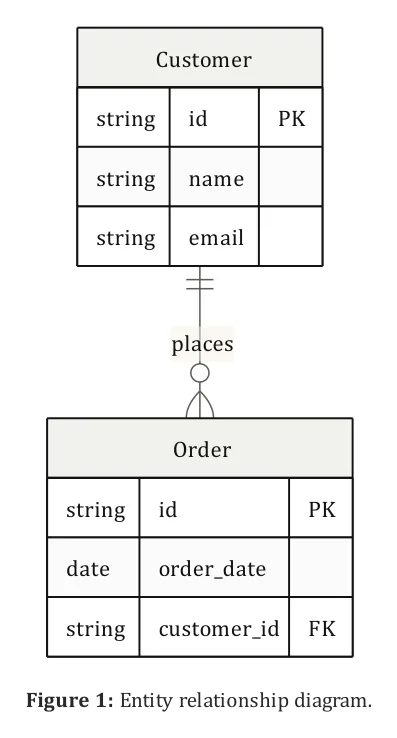 Customer
string id PK
string name
string email
places
Order
string id PK
date order_date
string customer_id FK
Figure 1: Entity relationship diagram.